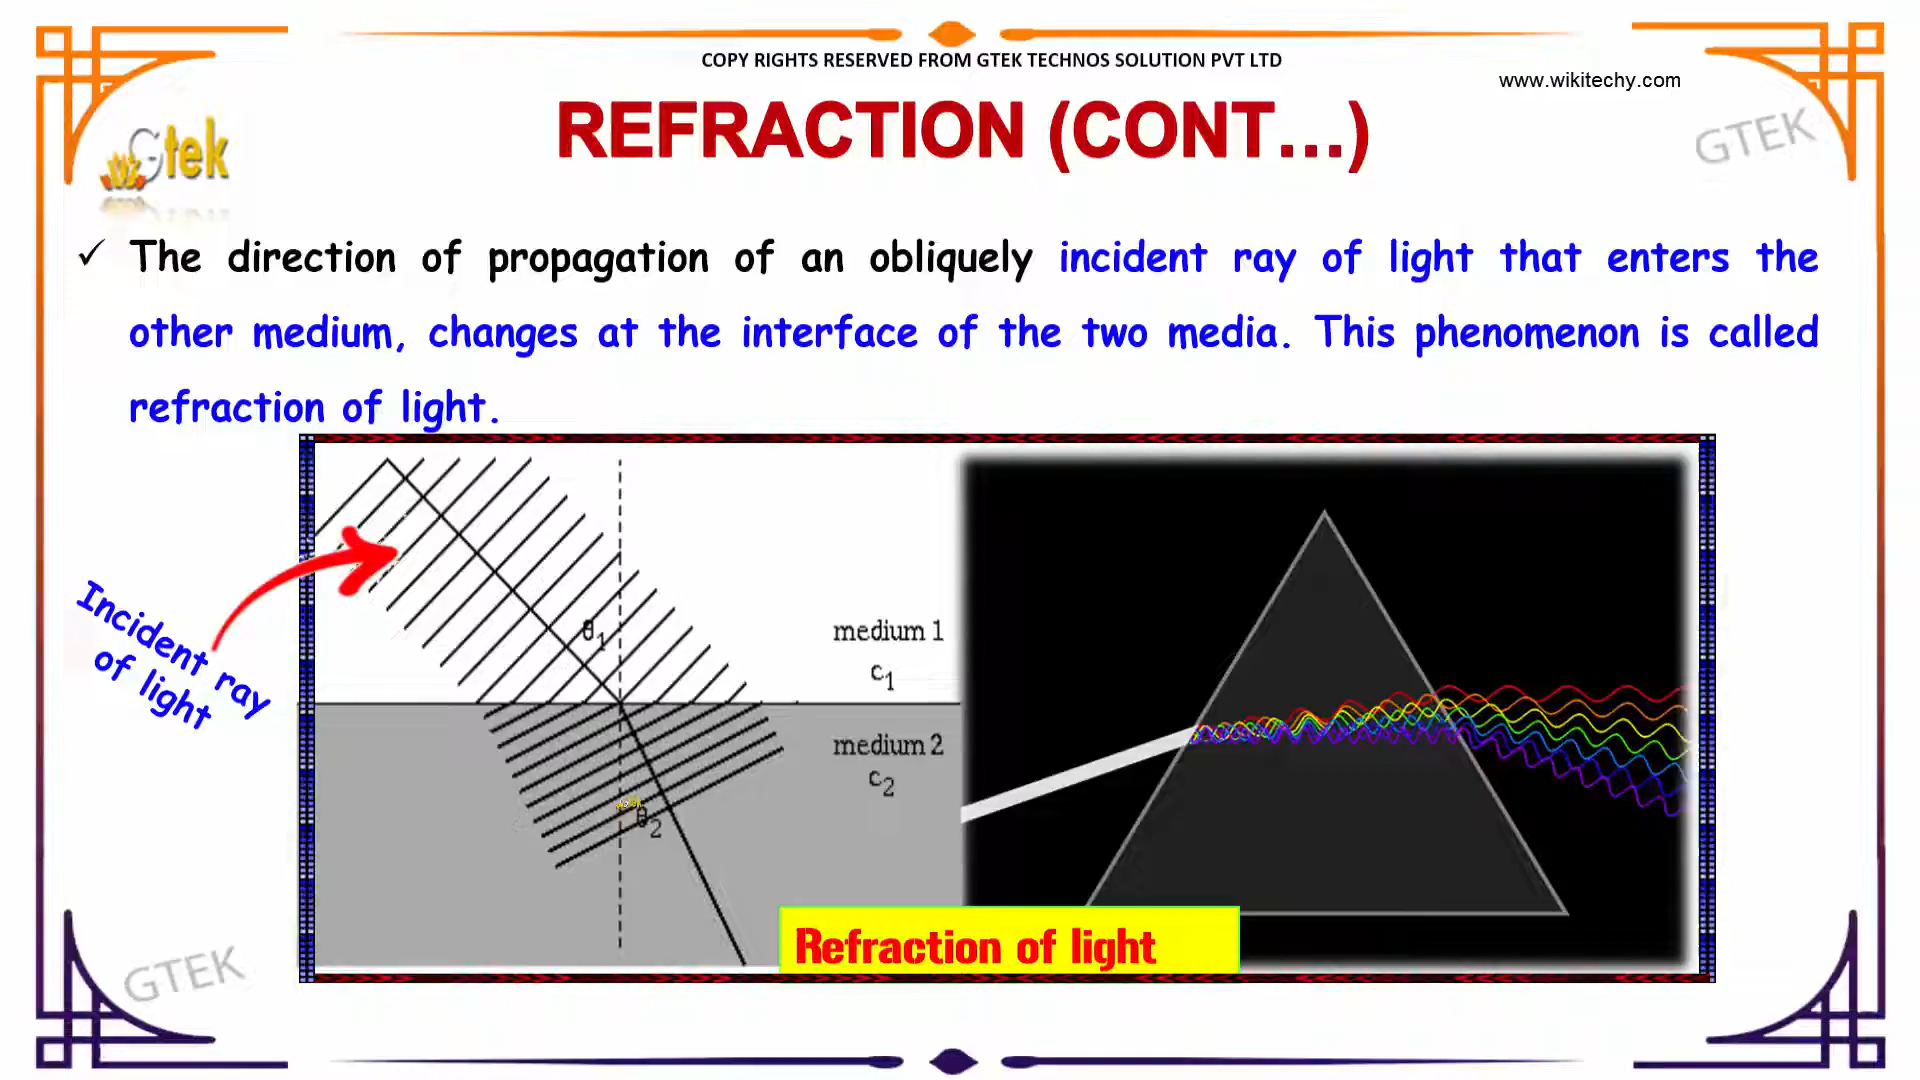 COPY RIGHTS RESERVED FROM GTEK TECHNOS SOLUTION PVT LTD
www.wikitechy.com
REFRACTION (CONT...)
Gtek
GTEK
✓ The direction of propagation of an obliquely incident ray of light that enters the
other medium, changes at the interface of the two media. This phenomenon is called
refraction of light.
Incident ray
of light
θ1
medium 1
c1
medium 2
c2
θ2
Refraction of light
GTEK